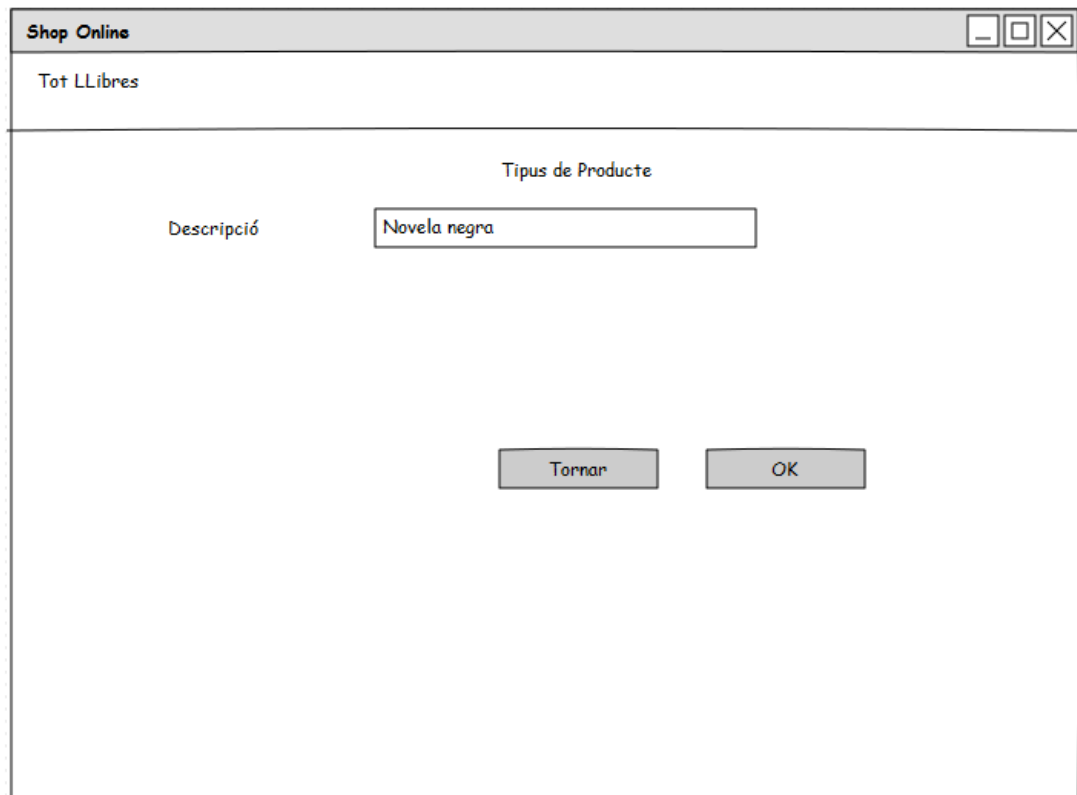 Shop Online
Tot LLibres
Tipus de Producte
Descripció
Novela negra
Tornar
OK